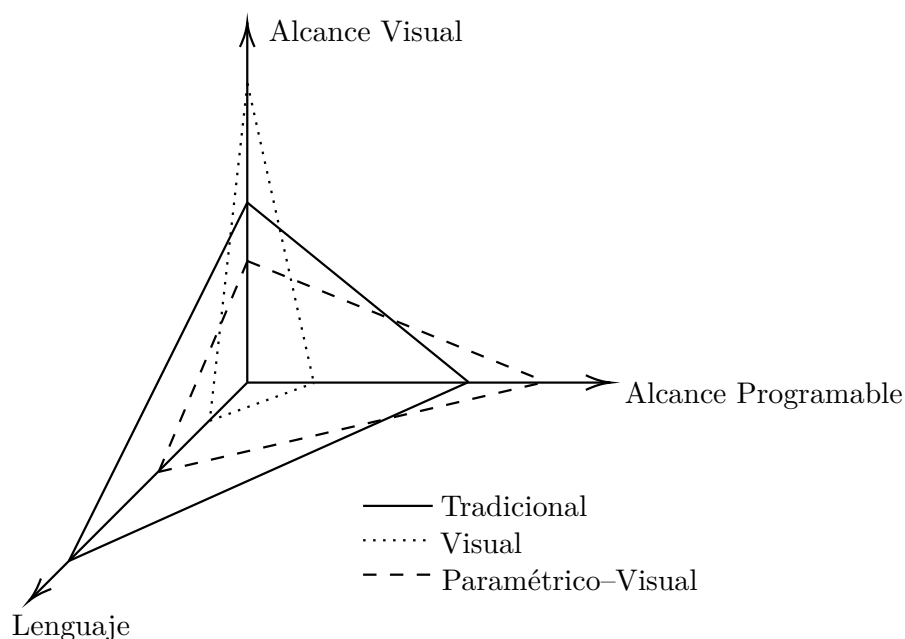 Alcance Visual
Alcance Programable
Tradicional
Visual
Paramétrico–Visual
Lenguaje